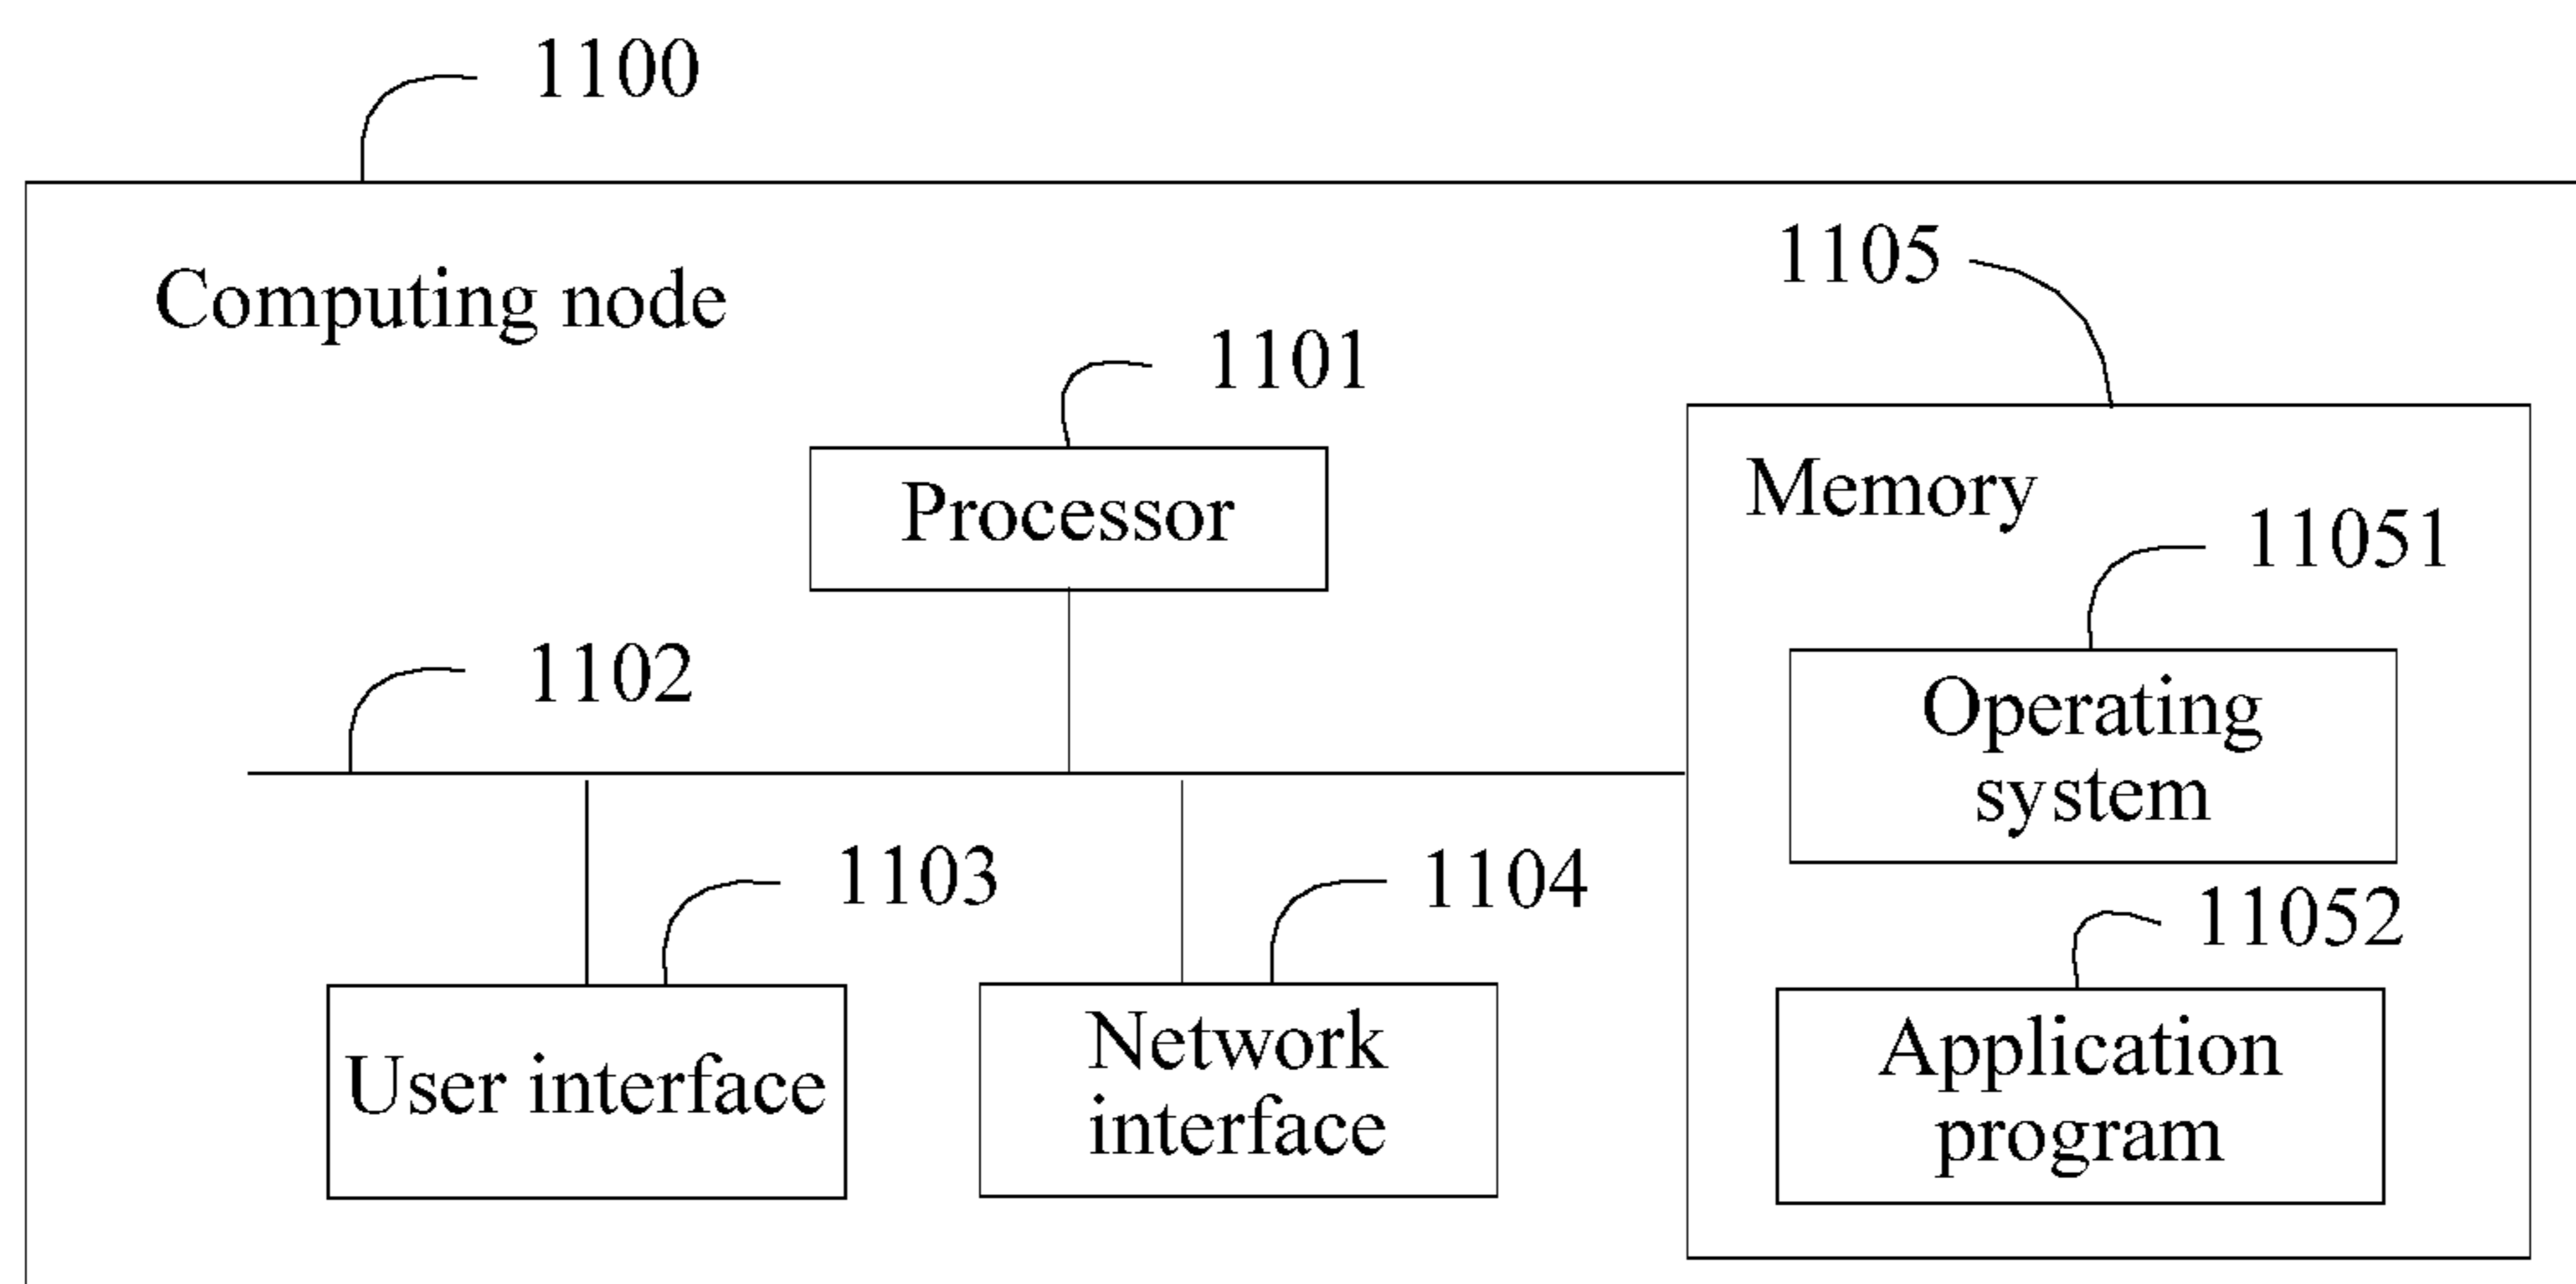 1100
Computing node
1105
1101
Processor
Memory
11051
Operating
system
1102
1103
1104
11052
User interface
Network
interface
Application
program